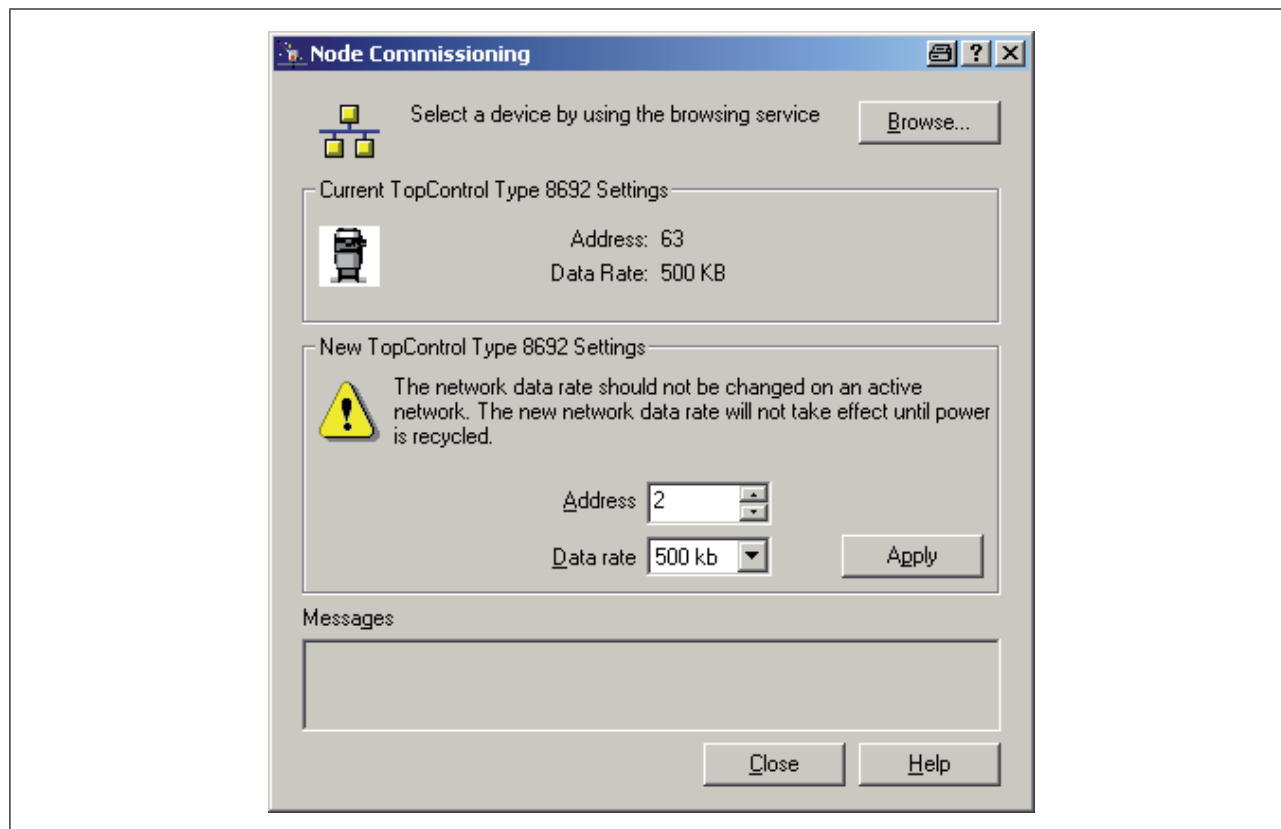 Node Commissioning
Select a device by using the browsing service
Browse...
Current TopControl Type 8692 Settings
Address: 63
Data Rate: 500 KB
New TopControl Type 8692 Settings
The network data rate should not be changed on an active
network. The new network data rate will not take effect until power
is recycled.
Address 2
Data rate 500 kb
Apply
Messages
Close Help